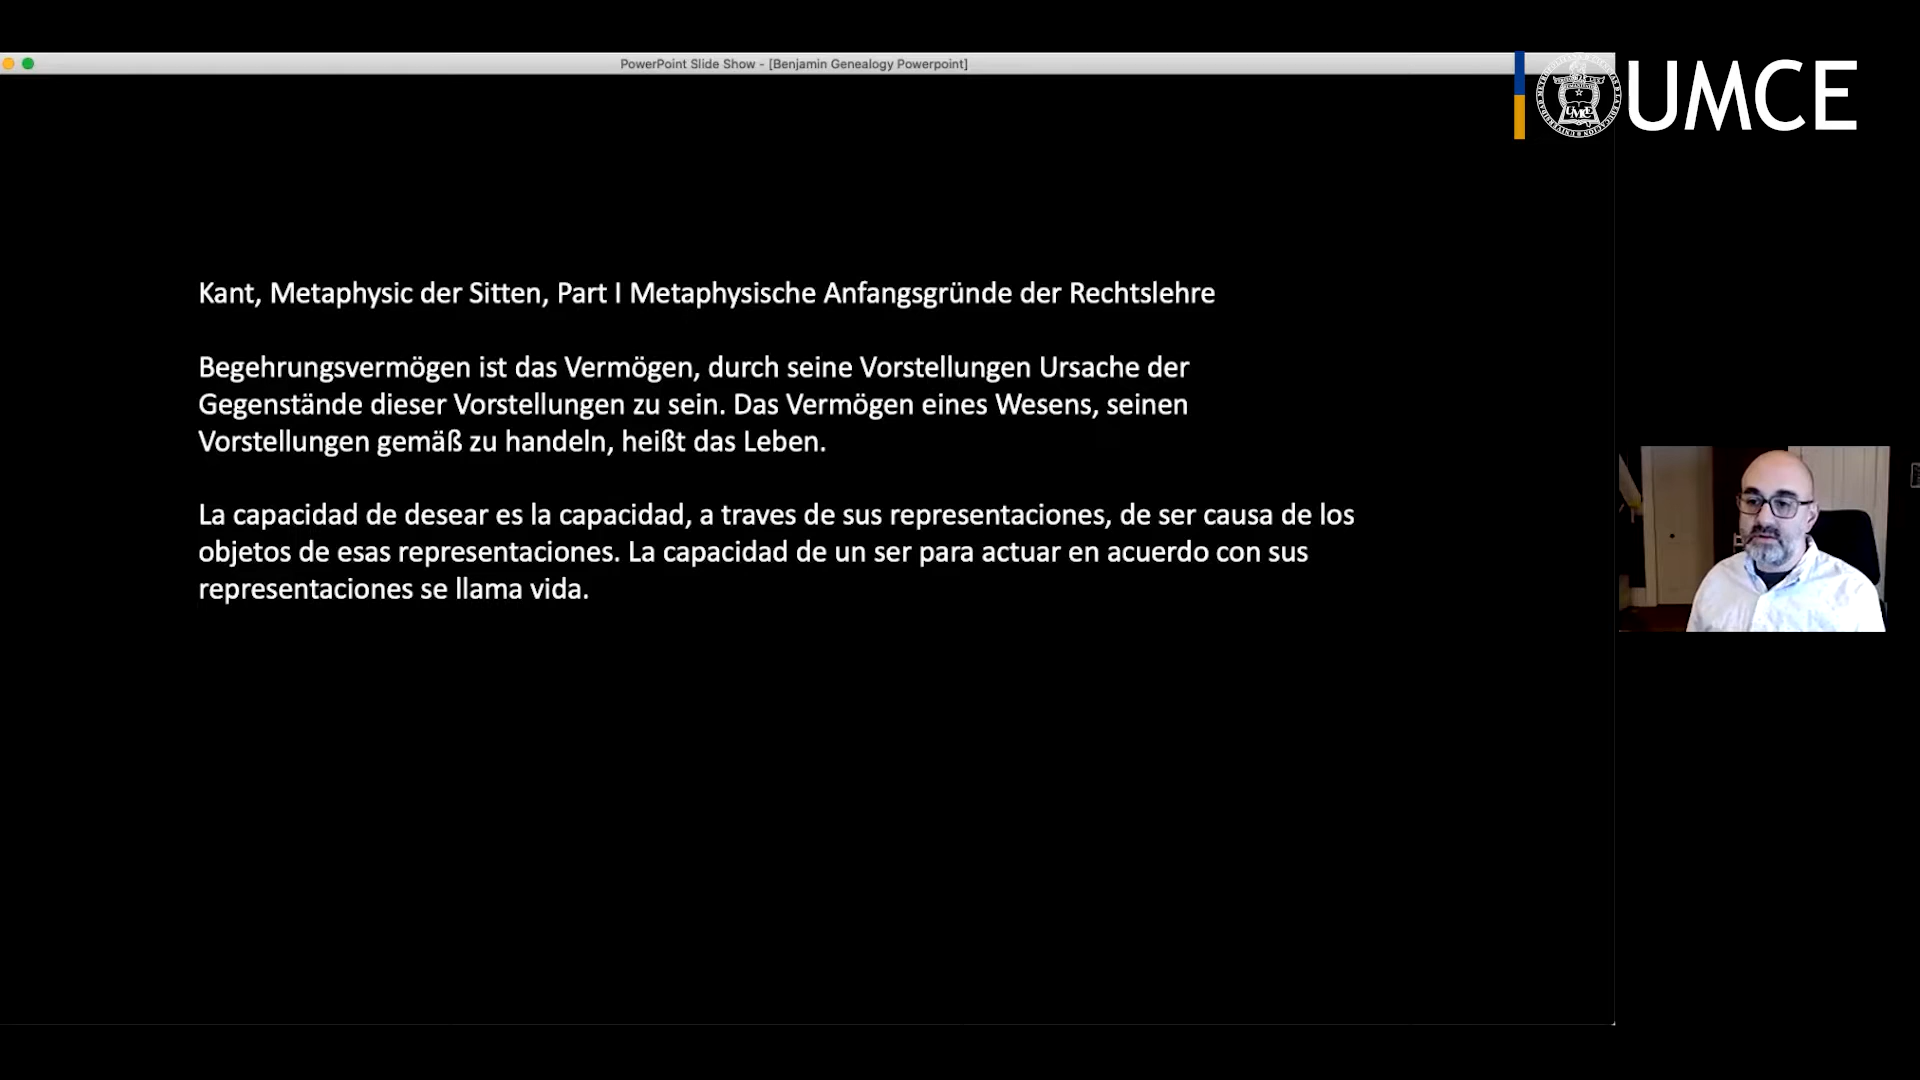 PowerPoint Slide Show - [Benjamin Genealogy Powerpoint]
UMCE
Kant, Metaphysic der Sitten, Part I Metaphysische Anfangsgründe der Rechtslehre
Begehrungsvermögen ist das Vermögen, durch seine Vorstellungen Ursache der
Gegenstände dieser Vorstellungen zu sein. Das Vermögen eines Wesens, seinen
Vorstellungen gemäß zu handeln, heißt das Leben.
La capacidad de desear es la capacidad, a traves de sus representaciones, de ser causa de los
objetos de esas representaciones. La capacidad de un ser para actuar en acuerdo con sus
representaciones se llama vida.